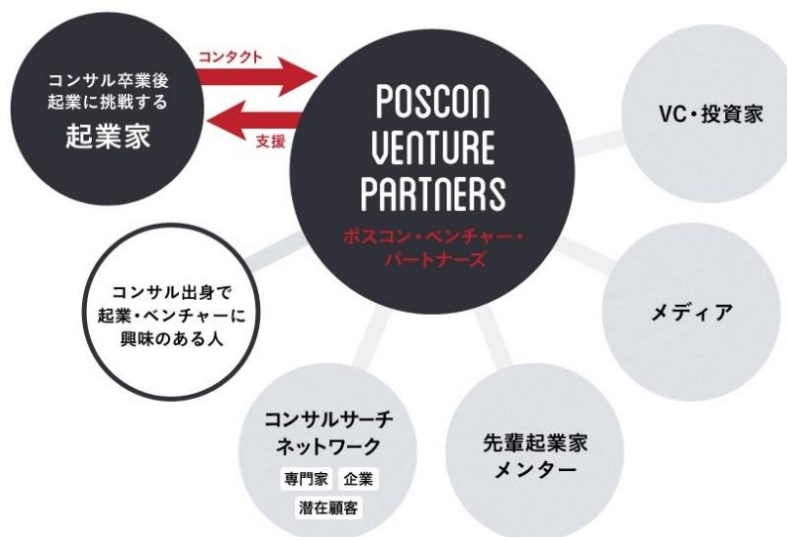 コンサル卒業後
起業に挑戦する
起業家
コンタクト
支援
POSCON
VENTURE
PARTNERS
ポスコン・ベンチャー・
パートナーズ
VC・投資家
メディア
先輩起業家
メンター
コンサルサーチ
ネットワーク
専門家 企業
潜在顧客
コンサル出身で
起業・ベンチャーに
興味のある人